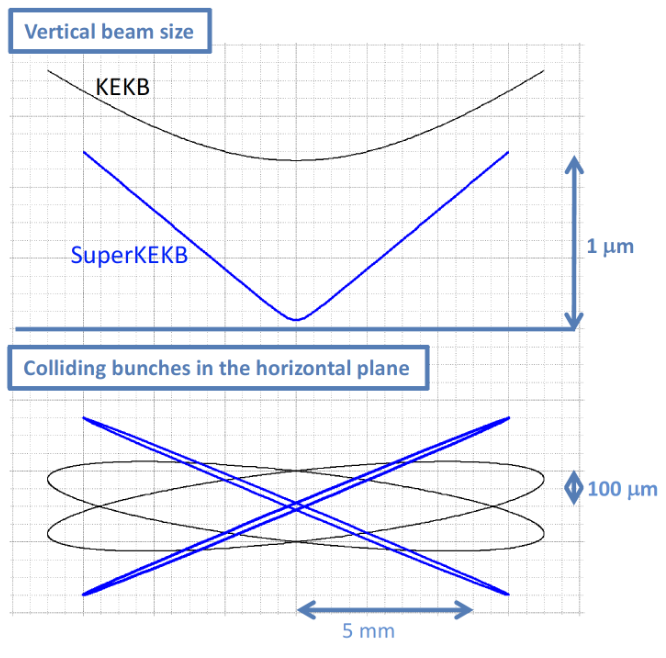 Vertical beam size
KEKB
SuperKEKB
1 μm
Colliding bunches in the horizontal plane
100 μm
5 mm